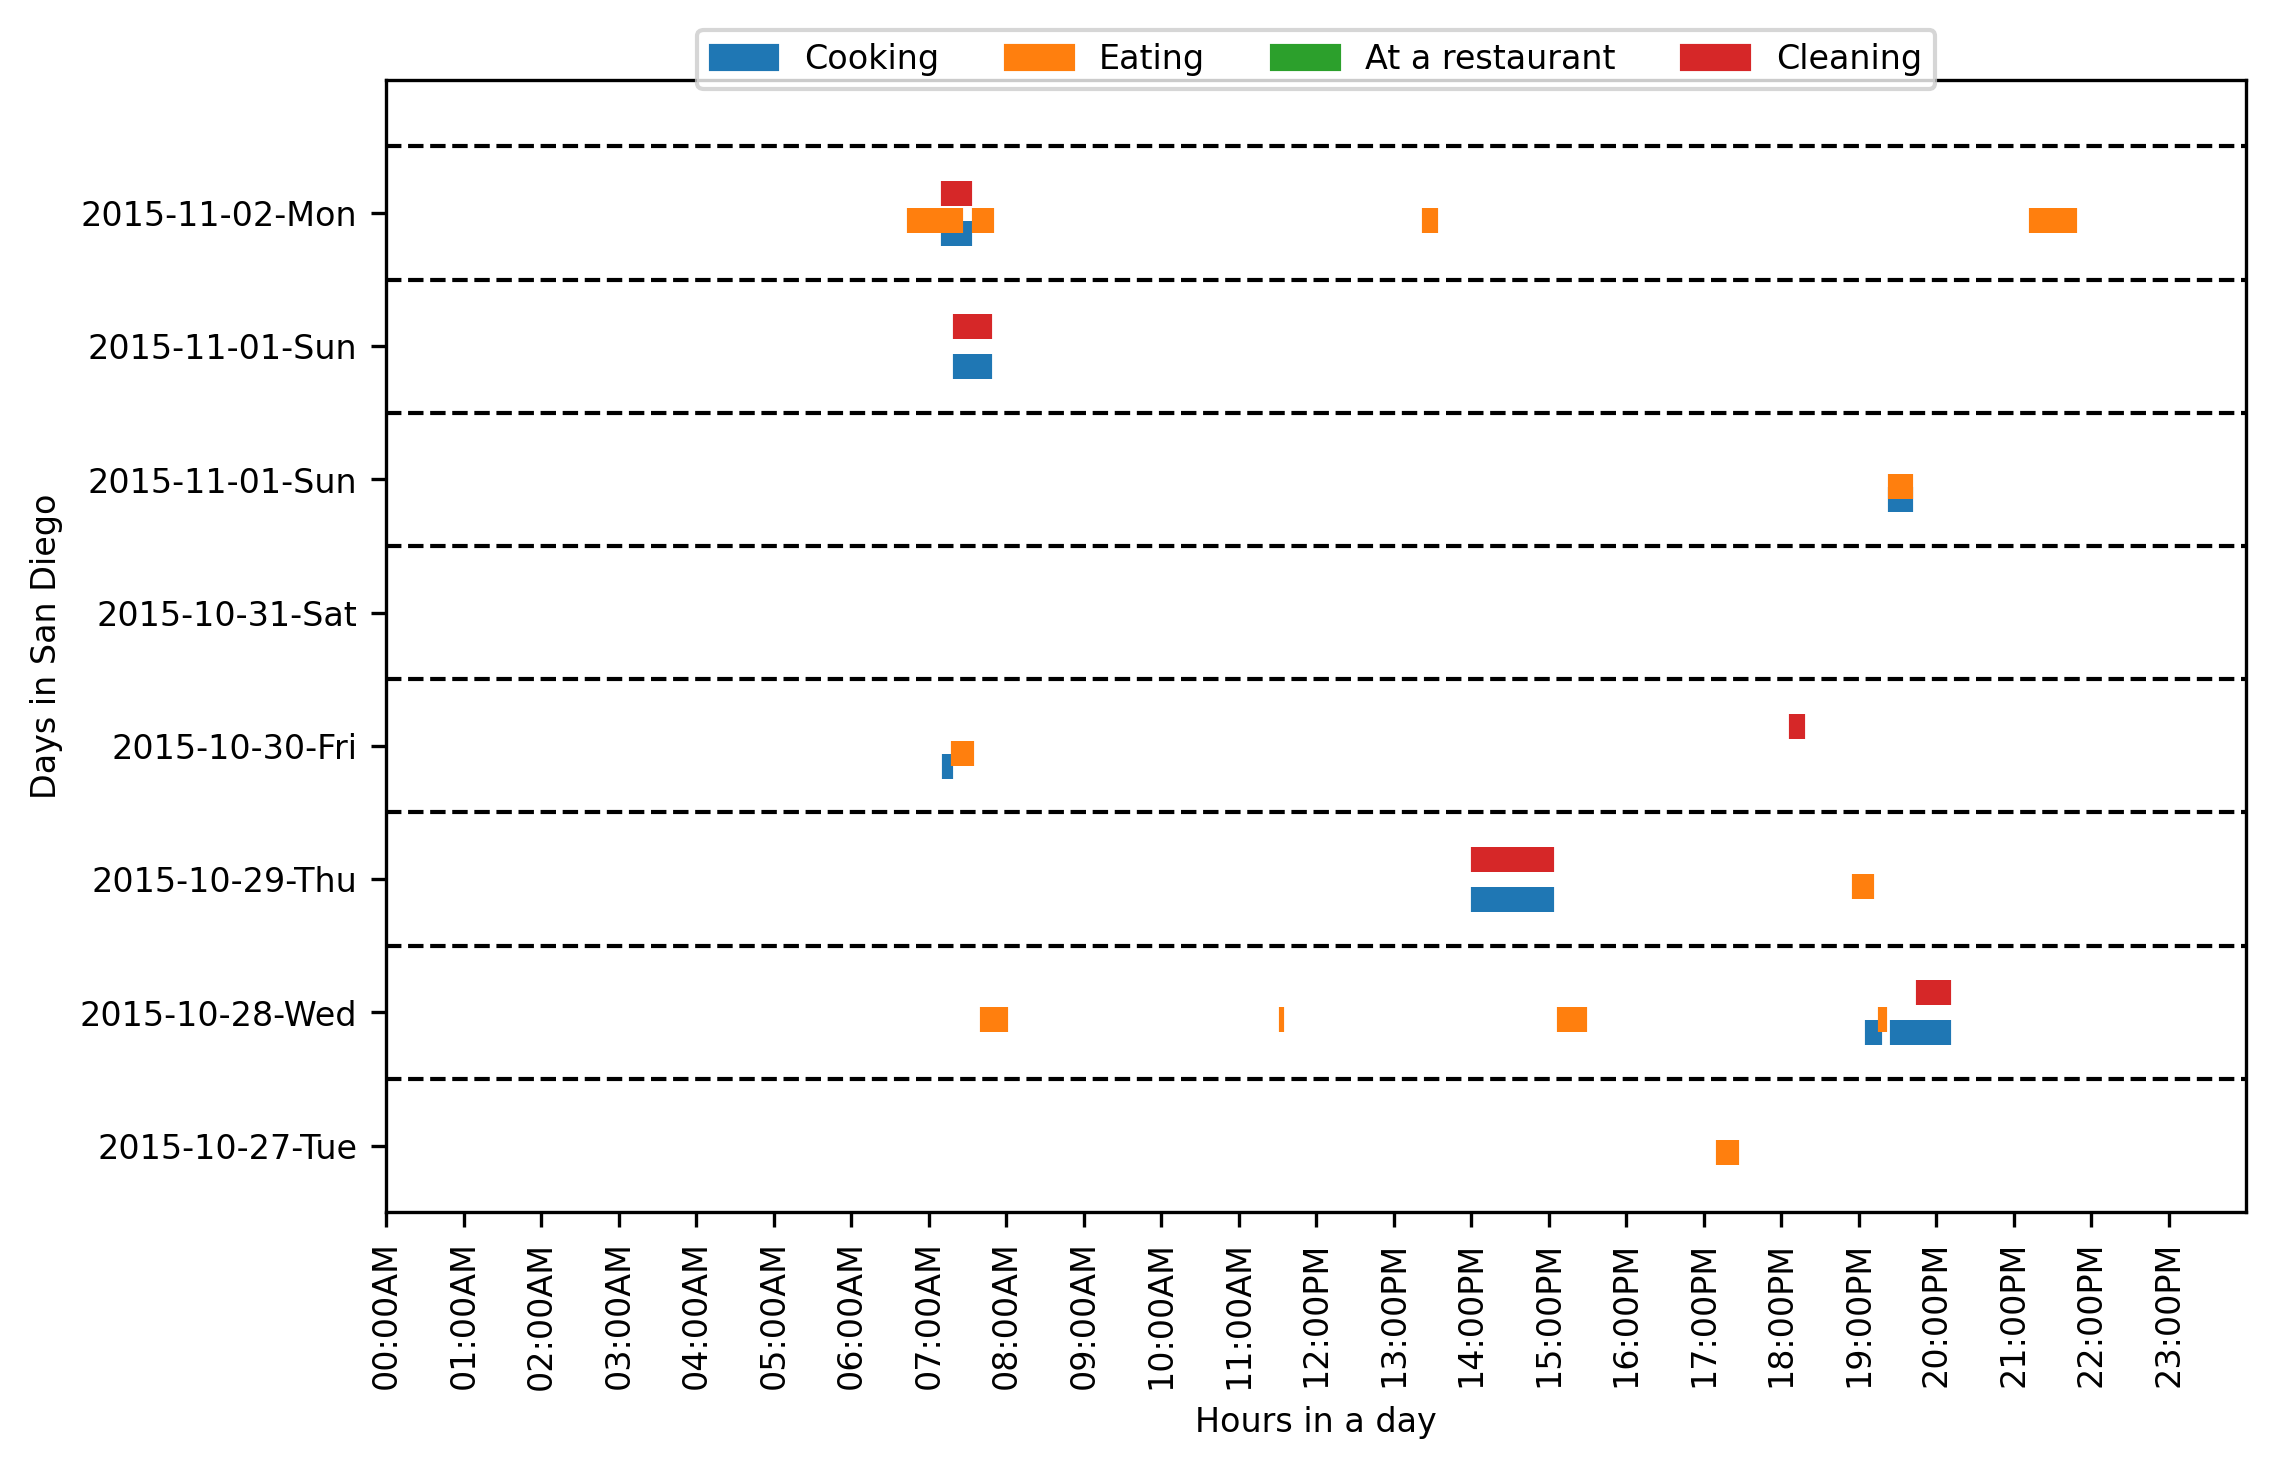 Cooking Eating At a restaurant Cleaning
Days in San Diego
2015-11-02-Mon
2015-11-01-Sun
2015-11-01-Sun
2015-10-31-Sat
2015-10-30-Fri
2015-10-29-Thu
2015-10-28-Wed
2015-10-27-Tue
00:00AM
01:00AM
02:00AM
03:00AM
04:00AM
05:00AM
06:00AM
07:00AM
08:00AM
09:00AM
10:00AM
11:00AM
12:00PM
13:00PM
14:00PM
15:00PM
16:00PM
17:00PM
18:00PM
19:00PM
20:00PM
21:00PM
22:00PM
23:00PM
Hours in a day